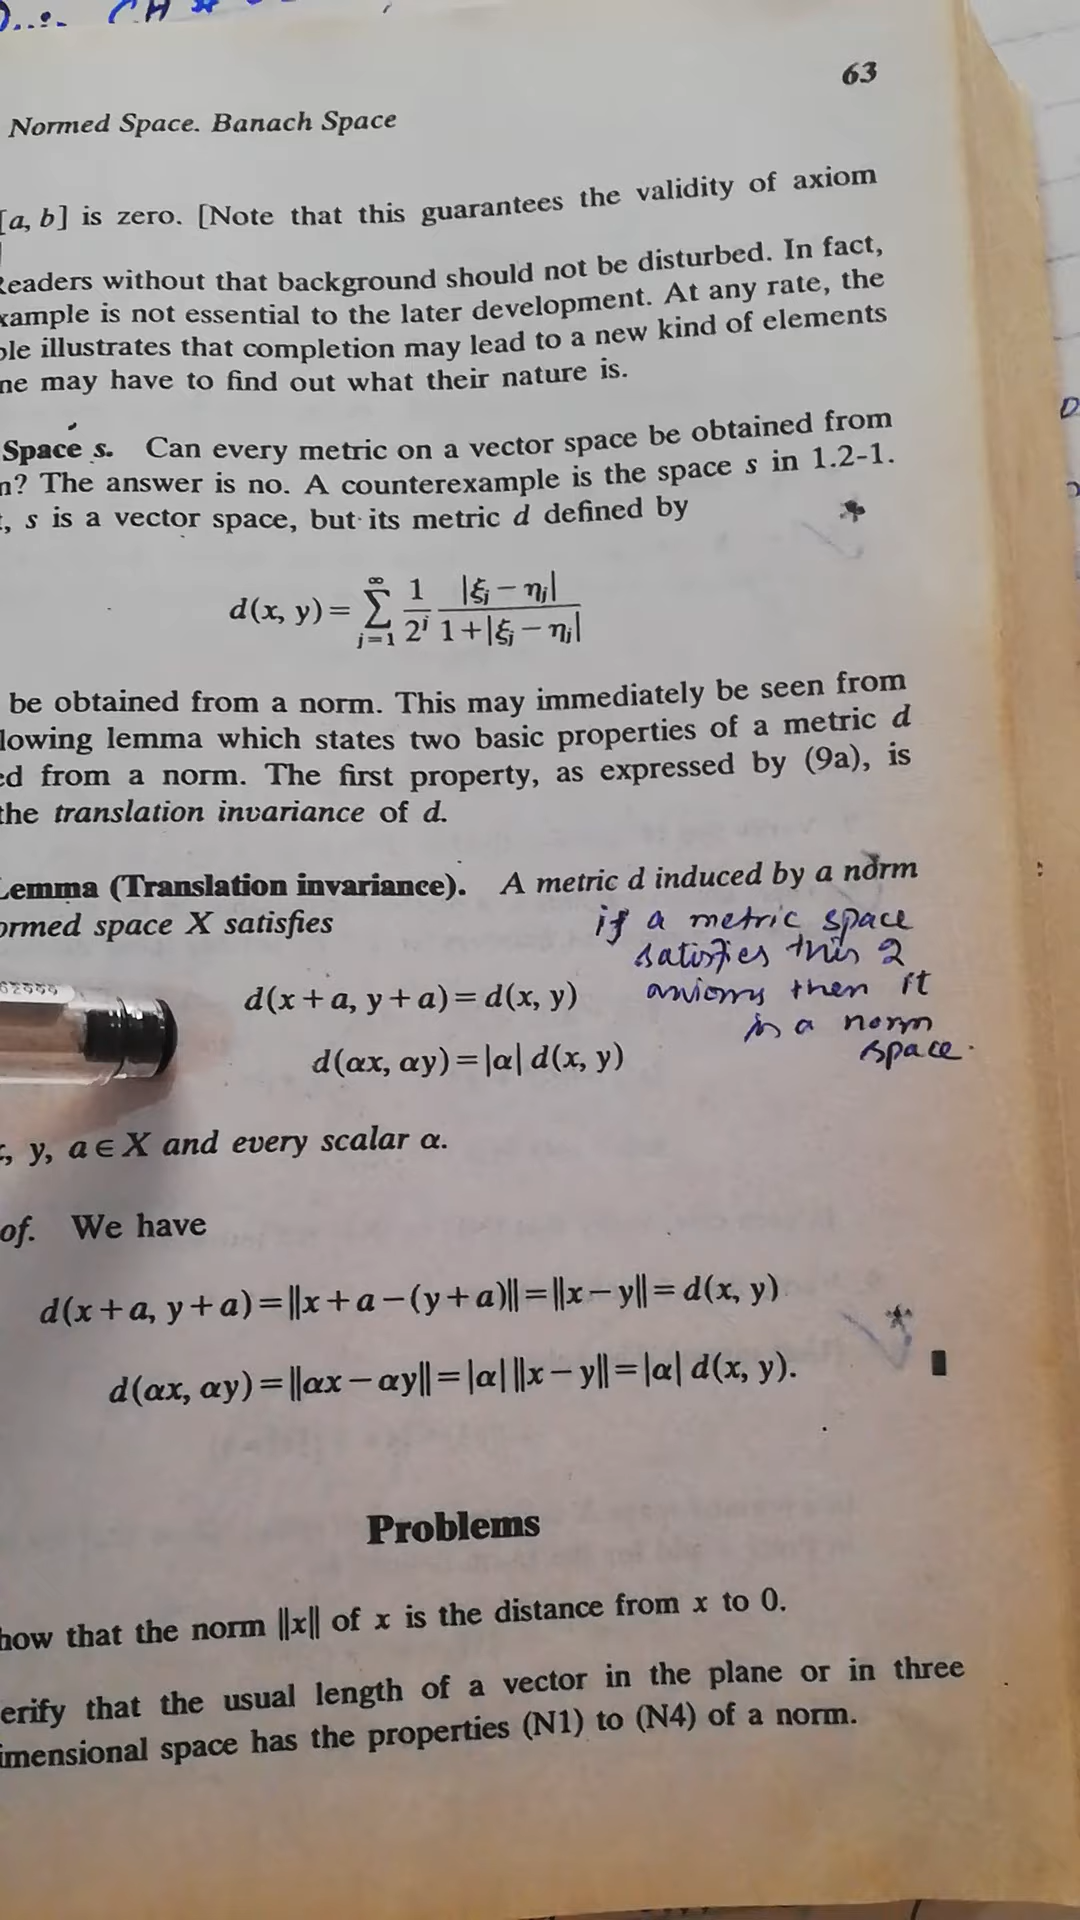 63
Normed Space. Banach Space
[a, b] is zero. [Note that this guarantees the validity of axiom
eaders without that background should not be disturbed. In fact,
xample is not essential to the later development. At any rate, the
ple illustrates that completion may lead to a new kind of elements
ne may have to find out what their nature is.
Space s. Can every metric on a vector space be obtained from
n? The answer is no. A counterexample is the space s in 1.2-1.
, s is a vector space, but its metric d defined by
d(x, y) = ∑_{j=1}^{∞} 1/2^j |ξ_j − η_j| / (1+|ξ_j − η_j|)
be obtained from a norm. This may immediately be seen from
lowing lemma which states two basic properties of a metric d
ed from a norm. The first property, as expressed by (9a), is
the translation invariance of d.
Lemma (Translation invariance). A metric d induced by a norm
ormed space X satisfies
if a metric space
satisfies this 2
axioms then it
is a norm
space.
d(x + a, y + a) = d(x, y)
d(αx, αy) = |α| d(x, y)
, y, a ∈ X and every scalar α.
of. We have
d(x + a, y + a) = ‖x + a − (y + a)‖ = ‖x − y‖ = d(x, y)
d(αx, αy) = ‖αx − αy‖ = |α| ‖x − y‖ = |α| d(x, y).
Problems
how that the norm ‖x‖ of x is the distance from x to 0.
erify that the usual length of a vector in the plane or in three
imensional space has the properties (N1) to (N4) of a norm.